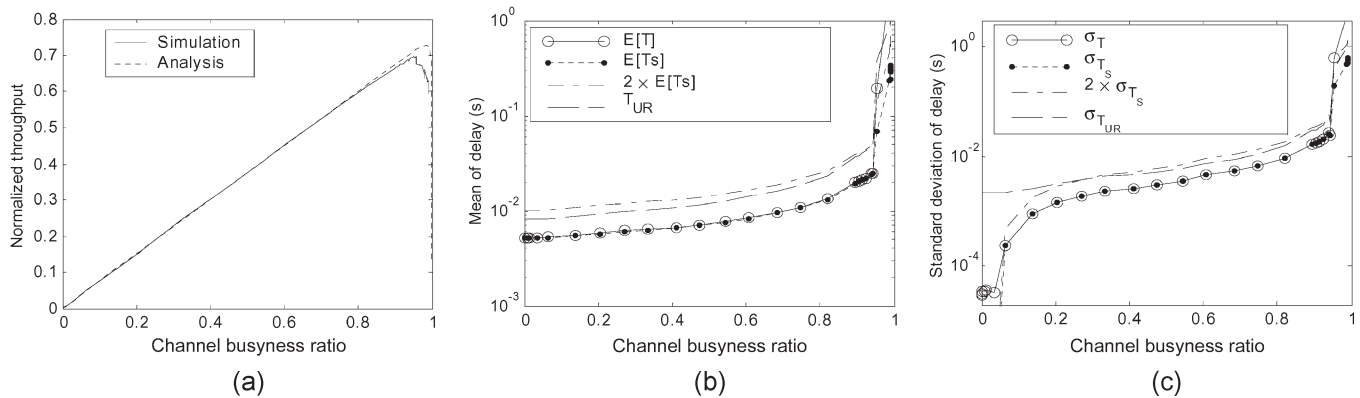 0.8
0.7
0.6
0.5
0.4
0.3
0.2
0.1
0
Normalized throughput
Simulation
Analysis
0 0.2 0.4 0.6 0.8 1
Channel busyness ratio
(a)
10^0
10^-1
10^-2
10^-3
Mean of delay (s)
E[T]
E[Ts]
2 × E[Ts]
T_UR
0 0.2 0.4 0.6 0.8 1
Channel busyness ratio
(b)
10^0
10^-2
10^-4
Standard deviation of delay (s)
σ_T
σ_T_S
2 × σ_T_S
σ_T_UR
0 0.2 0.4 0.6 0.8 1
Channel busyness ratio
(c)